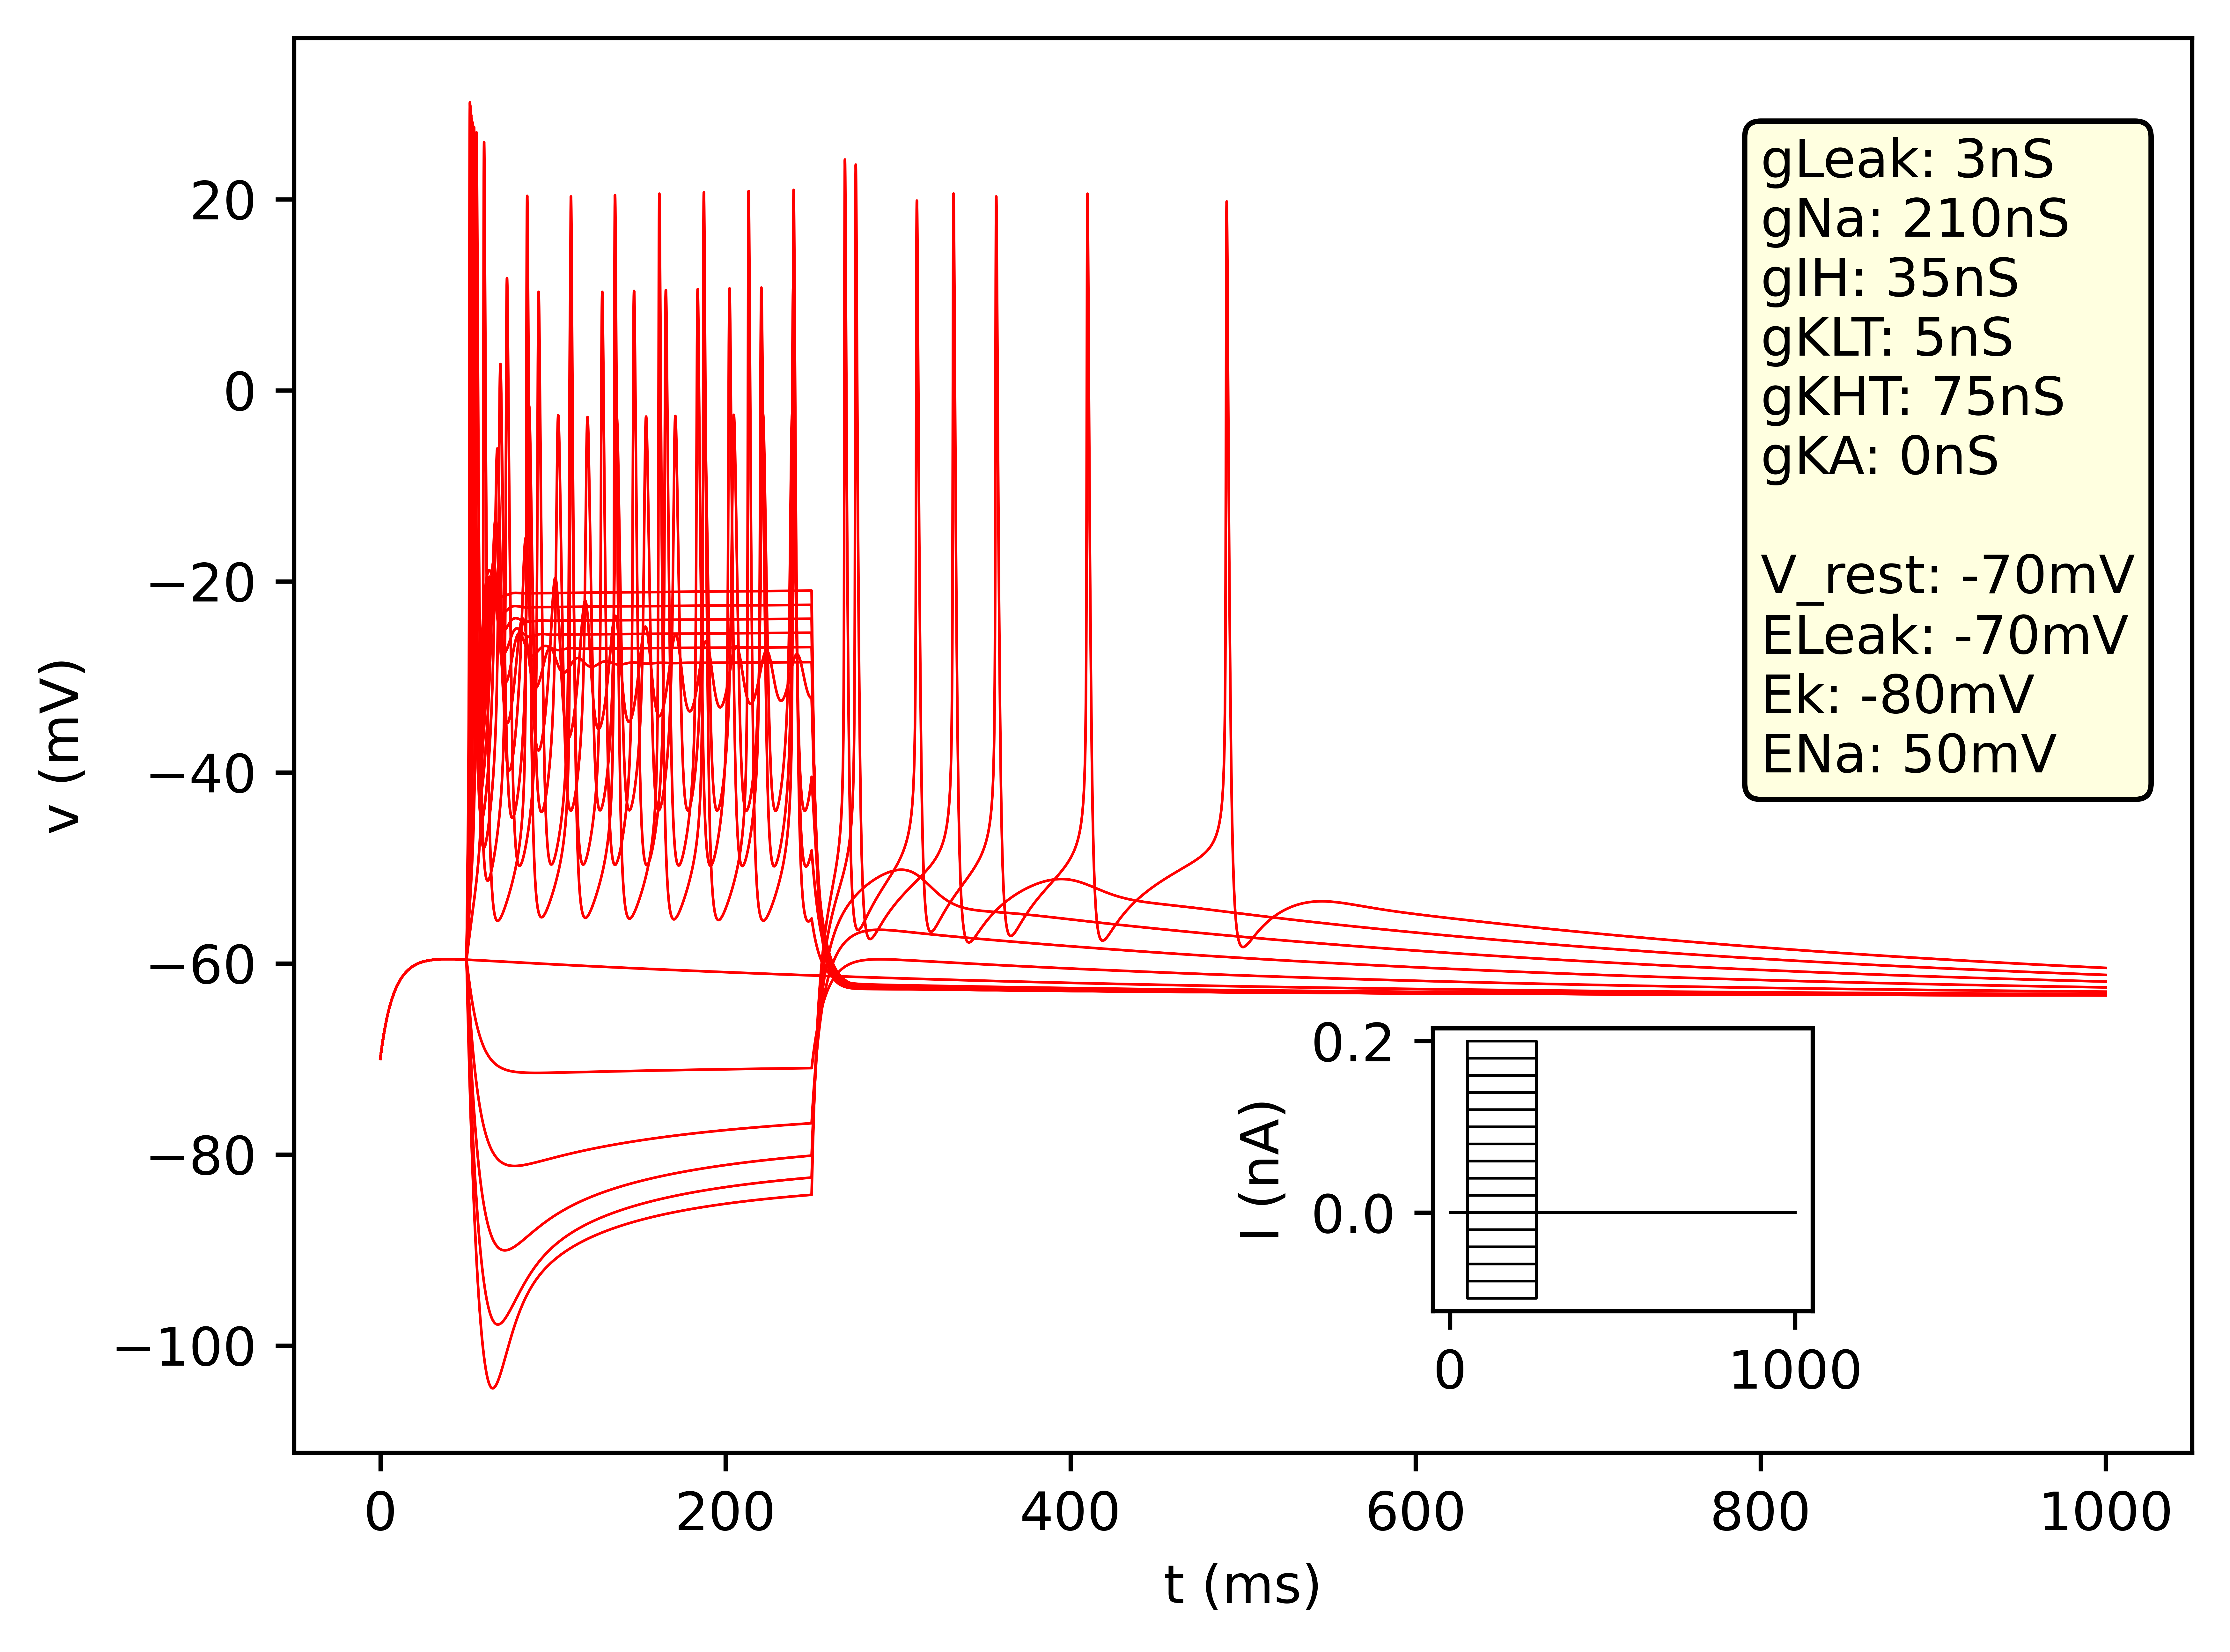 gLeak: 3nS
gNa: 210nS
gIH: 35nS
gKLT: 5nS
gKHT: 75nS
gKA: 0nS
V_rest: -70mV
ELeak: -70mV
Ek: -80mV
ENa: 50mV
20
0
−20
−40
−60
−80
−100
v (mV)
0
200
400
600
800
1000
t (ms)
0.2
0.0
I (nA)
0
1000